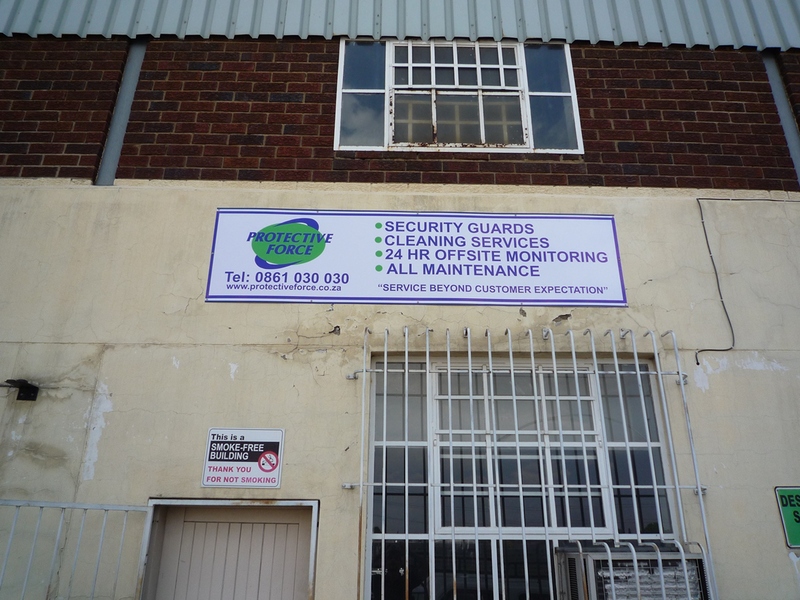 PROTECTIVE
FORCE
Tel: 0861 030 030
www.protectiveforce.co.za
SECURITY GUARDS
CLEANING SERVICES
24 HR OFFSITE MONITORING
ALL MAINTENANCE
“SERVICE BEYOND CUSTOMER EXPECTATION”
This is a
SMOKE-FREE
BUILDING
THANK YOU
FOR NOT SMOKING
DES
S